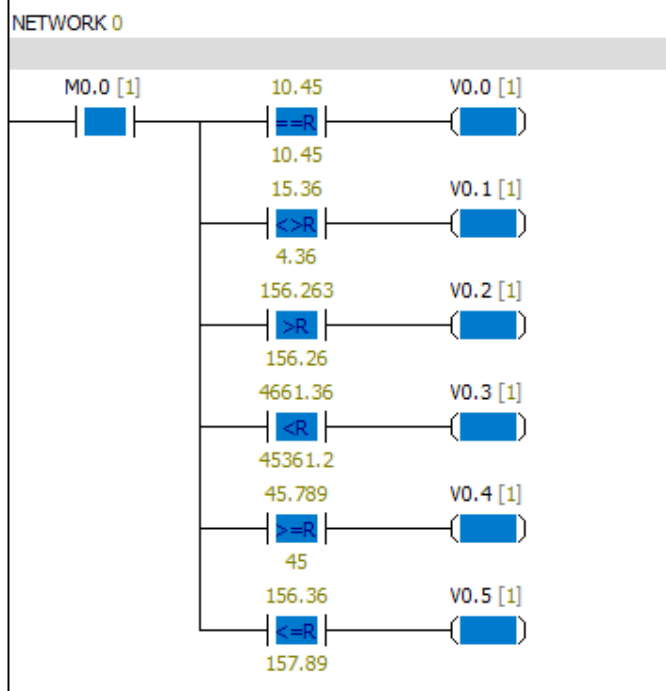 NETWORK 0
M0.0 [1] 10.45 V0.0 [1]
==R
10.45
15.36 V0.1 [1]
<>R
4.36
156.263 V0.2 [1]
>R
156.26
4661.36 V0.3 [1]
<R
45361.2
45.789 V0.4 [1]
>=R
45
156.36 V0.5 [1]
<=R
157.89